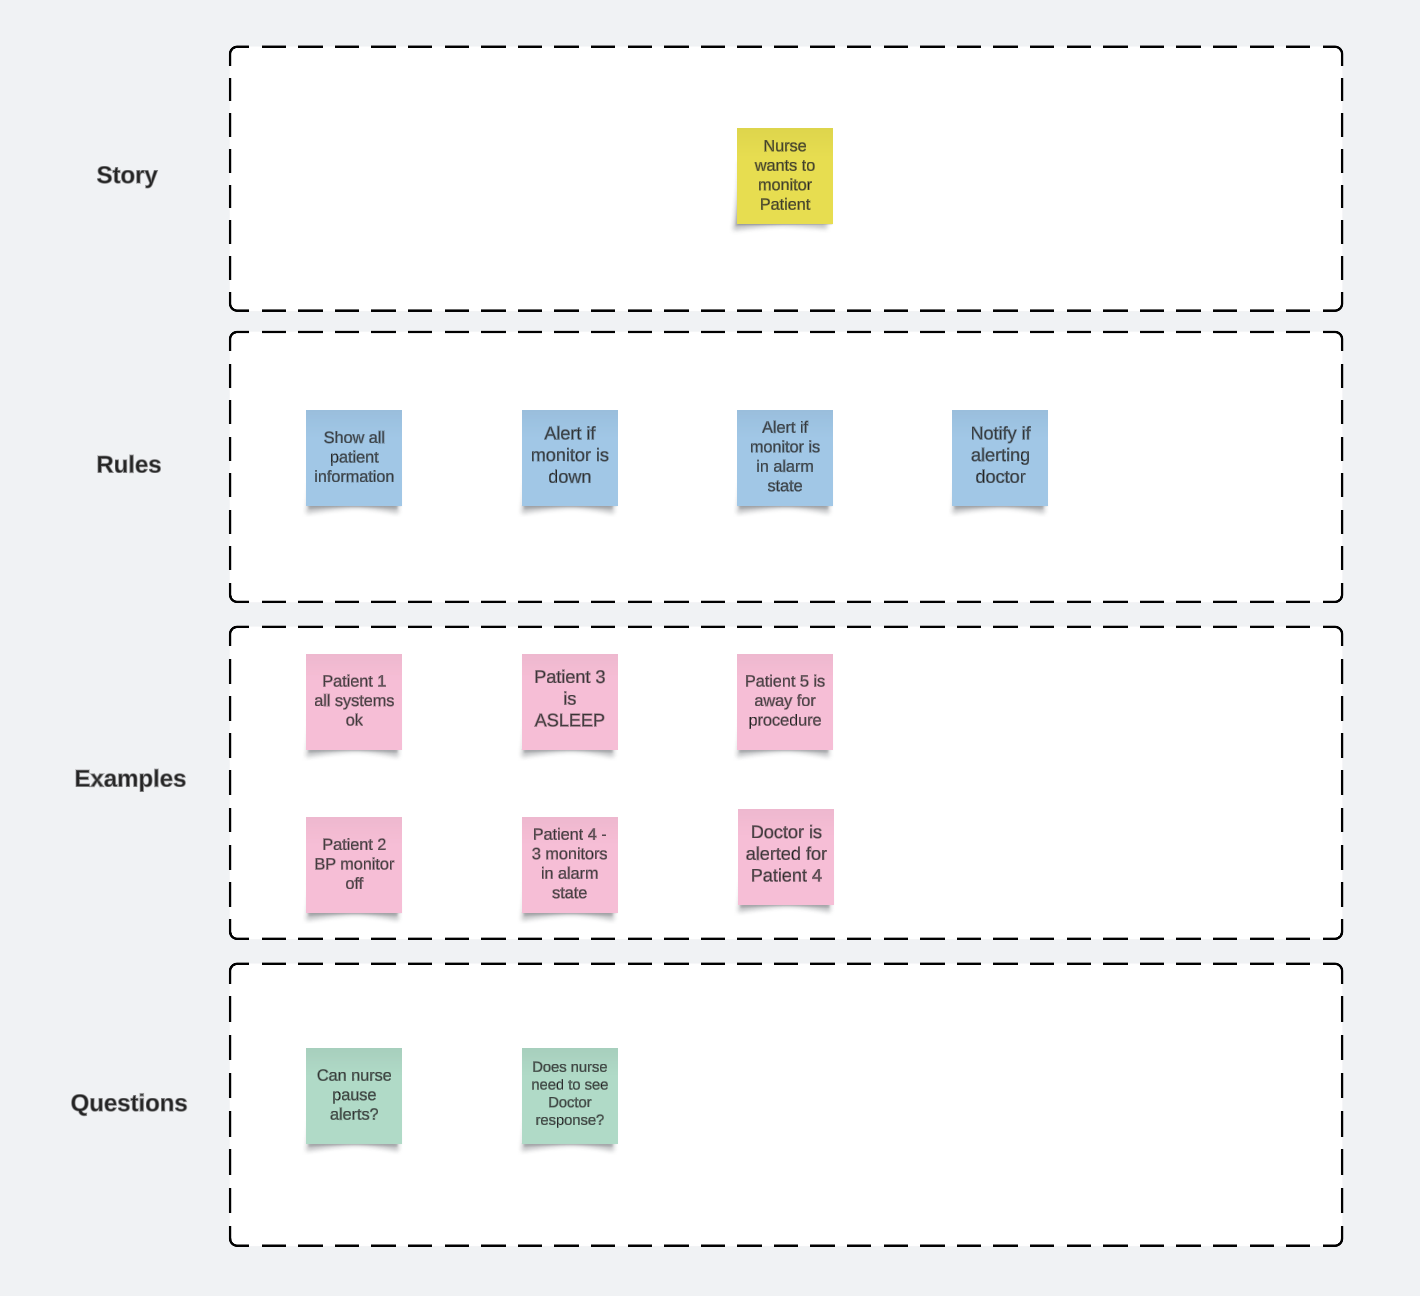 Story
Nurse
wants to
monitor
Patient
Rules
Show all
patient
information
Alert if
monitor is
down
Alert if
monitor is
in alarm
state
Notify if
alerting
doctor
Examples
Patient 1
all systems
ok
Patient 3
is
ASLEEP
Patient 5 is
away for
procedure
Patient 2
BP monitor
off
Patient 4 -
3 monitors
in alarm
state
Doctor is
alerted for
Patient 4
Questions
Can nurse
pause
alerts?
Does nurse
need to see
Doctor
response?